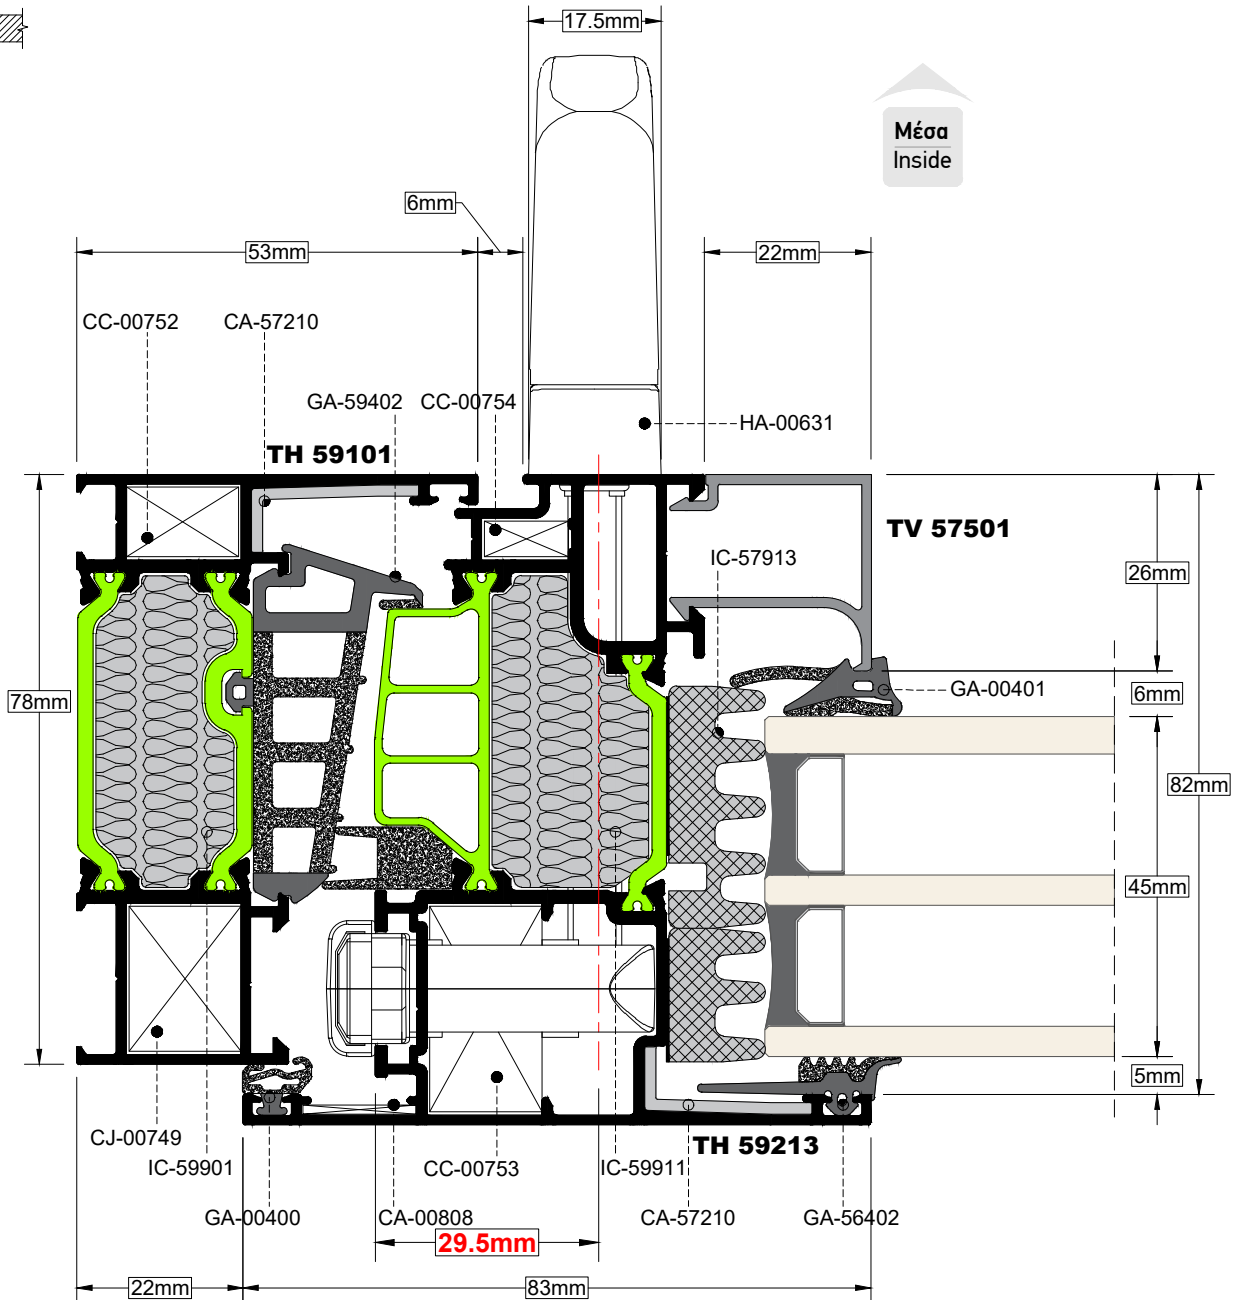 17.5mm
Μέσα
Inside
6mm
53mm
22mm
CC-00752
CA-57210
GA-59402
CC-00754
HA-00631
TH 59101
TV 57501
IC-57913
26mm
GA-00401
6mm
78mm
82mm
45mm
5mm
CJ-00749
TH 59213
IC-59901
CC-00753
IC-59911
GA-00400
CA-00808
CA-57210
GA-56402
29.5mm
22mm
83mm